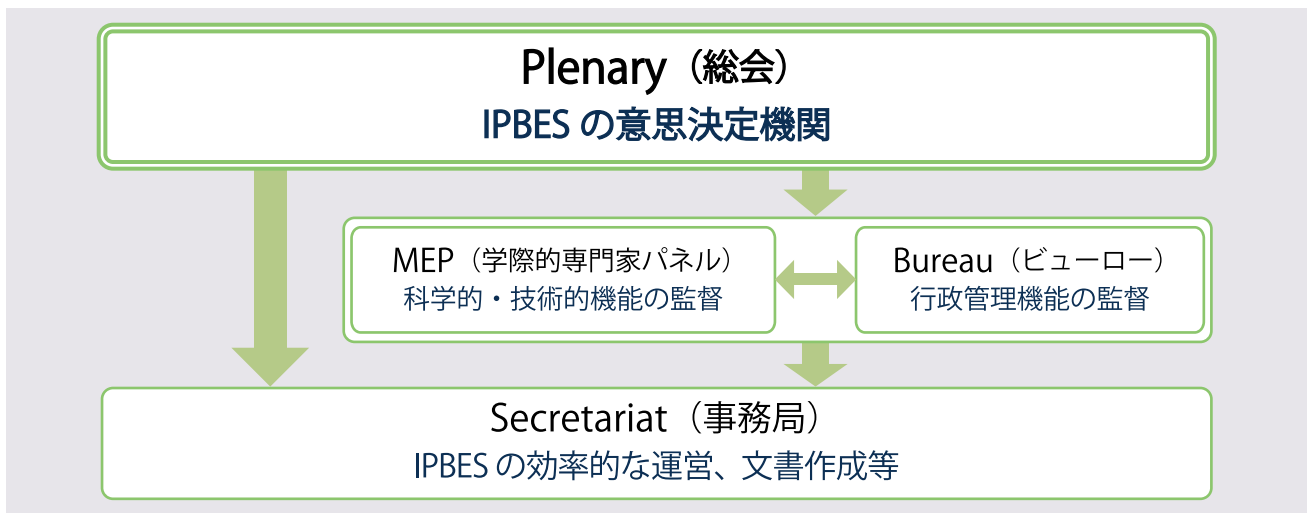 Plenary（総会）
IPBES の意思決定機関
MEP（学際的専門家パネル）
科学的・技術的機能の監督
Bureau（ビューロー）
行政管理機能の監督
Secretariat（事務局）
IPBES の効率的な運営、文書作成等